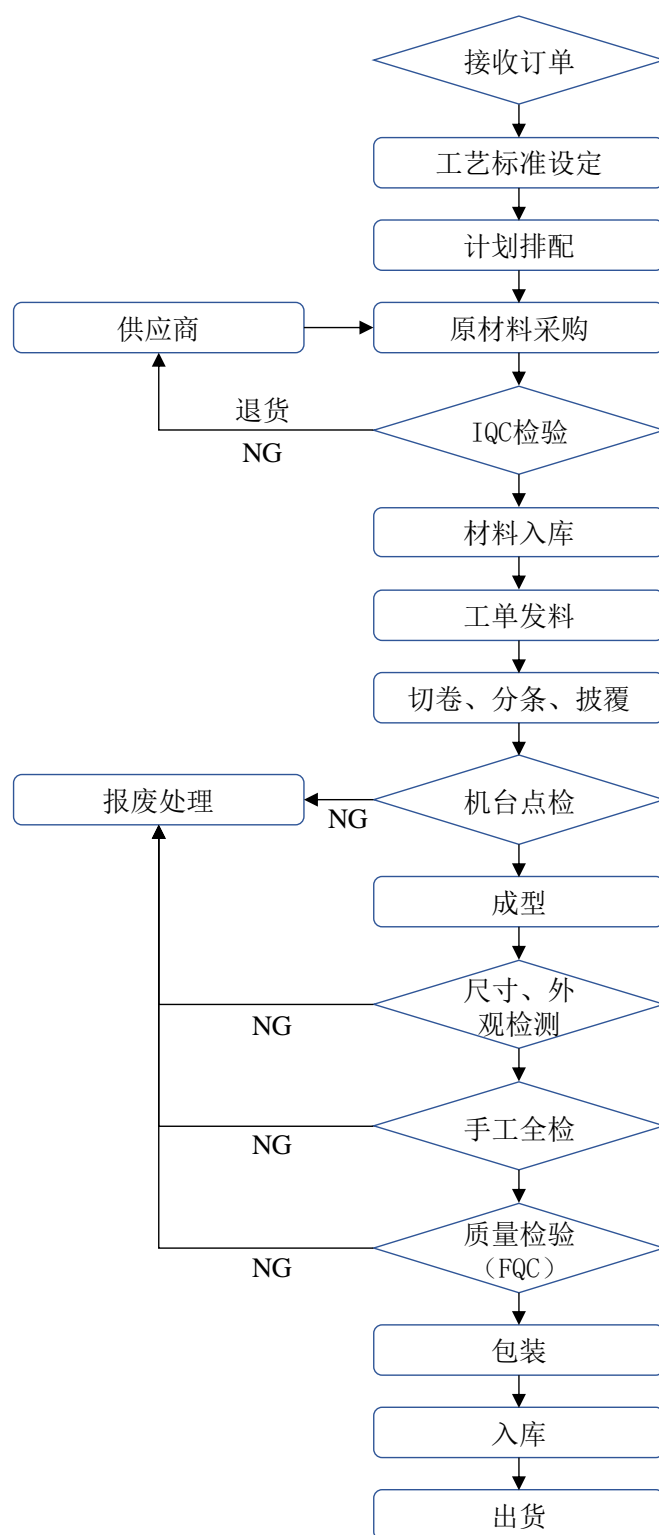 接收订单
工艺标准设定
计划排配
供应商
原材料采购
退货
NG
IQC检验
材料入库
工单发料
切卷、分条、披覆
报废处理
NG
机台点检
成型
尺寸、外
观检测
NG
手工全检
NG
质量检验
（FQC）
NG
包装
入库
出货